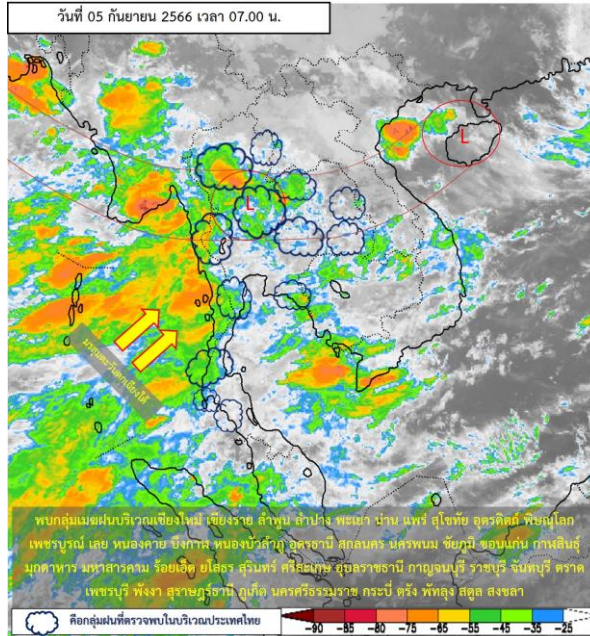 วันที่ 05 กันยายน 2566 เวลา 07.00 น.
L
L
มรสุมตะวันตกเฉียงใต้
พบกลุ่มเมฆฝนบริเวณเชียงใหม่ เชียงราย ลำพูน ลำปาง พะเยา น่าน แพร่ สุโขทัย อุตรดิตถ์ พิษณุโลก
เพชรบูรณ์ เลย หนองคาย บึงกาฬ หนองบัวลำภู อุดรธานี สกลนคร นครพนม ชัยภูมิ ขอนแก่น กาฬสินธุ์
มุกดาหาร มหาสารคาม ร้อยเอ็ด ยโสธร สุรินทร์ ศรีสะเกษ อุบลราชธานี กาญจนบุรี ราชบุรี จันทบุรี ตราด
เพชรบุรี พังงา สุราษฎร์ธานี ภูเก็ต นครศรีธรรมราช กระบี่ ตรัง พัทลุง สตูล สงขลา
คือกลุ่มฝนที่ตรวจพบในบริเวณประเทศไทย
-90 -85 -80 -75 -65 -55 -45 -35 -25